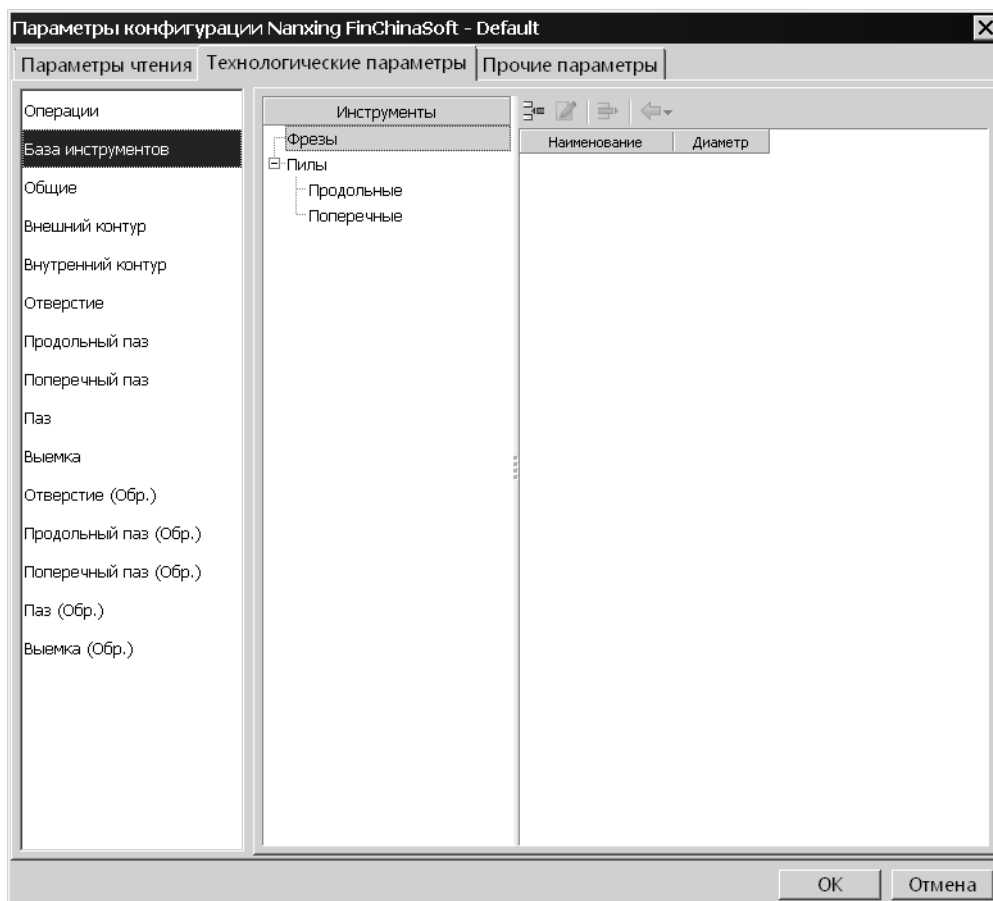 Параметры конфигурации Nanxing FinChinaSoft - Default
Параметры чтения
Технологические параметры
Прочие параметры
Операции
База инструментов
Общие
Внешний контур
Внутренний контур
Отверстие
Продольный паз
Поперечный паз
Паз
Выемка
Отверстие (Обр.)
Продольный паз (Обр.)
Поперечный паз (Обр.)
Паз (Обр.)
Выемка (Обр.)
Инструменты
Фрезы
Пилы
Продольные
Поперечные
Наименование
Диаметр
OK
Отмена